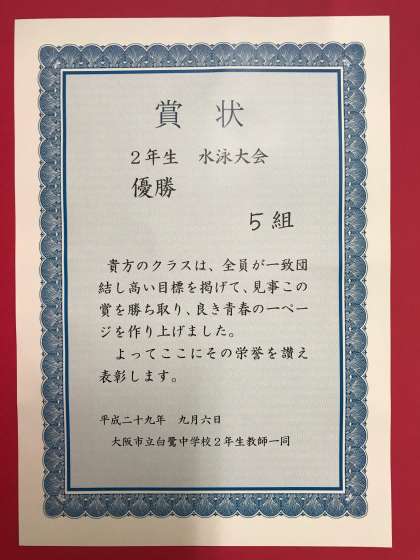 賞状
2年生 水泳大会
優勝
5組
貴方のクラスは、全員が一致団
結し高い目標を掲げて、見事この
賞を勝ち取り、良き青春の一ペー
ジを作り上げました。
よってここにその栄誉を讃え
表彰します。
平成二十九年 九月六日
大阪市立白鷺中学校2年生教師一同